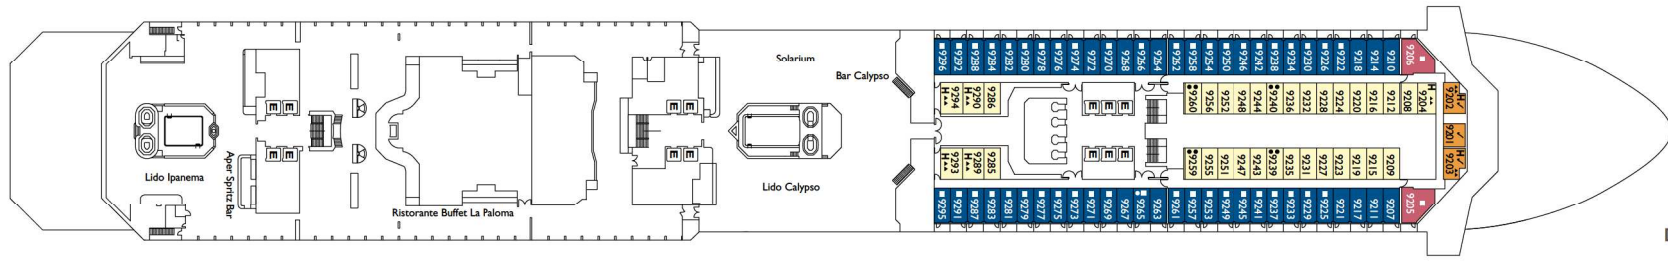 Solarium
Bar Calypso
Lido Calypso
Lido Ipanema
Aper Spritz Bar
Ristorante Buffet La Paloma
E E E E E E E E E E E E E E
9296 9292 9288 9284 9282 9280 9278 9276 9274 9272 9270 9268 9266 9264 9262 9258 9254 9250 9246 9242 9238 9234 9230 9226 9222 9218 9214 9210 9206
H 9294 H 9290 9286 9260 9256 9252 9248 9244 9240 9236 9232 9228 9224 9220 9216 9212 9208 H 9204 H 9202
9201
H 9293 H 9289 9285 9259 9255 9251 9247 9243 9239 9235 9231 9227 9223 9219 9215 9209 H 9203
9295 9291 9287 9283 9281 9279 9277 9275 9273 9271 9269 9267 9265 9263 9261 9257 9253 9249 9245 9241 9237 9233 9229 9225 9221 9217 9211 9207 9205